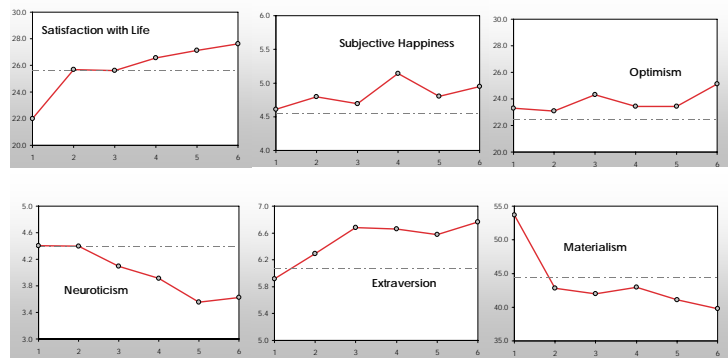 Satisfaction with Life
30.0
28.0
26.0
24.0
22.0
20.0
1 2 3 4 5 6
Subjective Happiness
6.0
5.5
5.0
4.5
4.0
1 2 3 4 5 6
Optimism
30.0
28.0
26.0
24.0
22.0
20.0
1 2 3 4 5 6
Neuroticism
5.0
4.6
4.2
3.8
3.4
3.0
1 2 3 4 5 6
Extraversion
7.0
6.6
6.2
5.8
5.4
5.0
1 2 3 4 5 6
Materialism
55.0
50.0
45.0
40.0
35.0
1 2 3 4 5 6